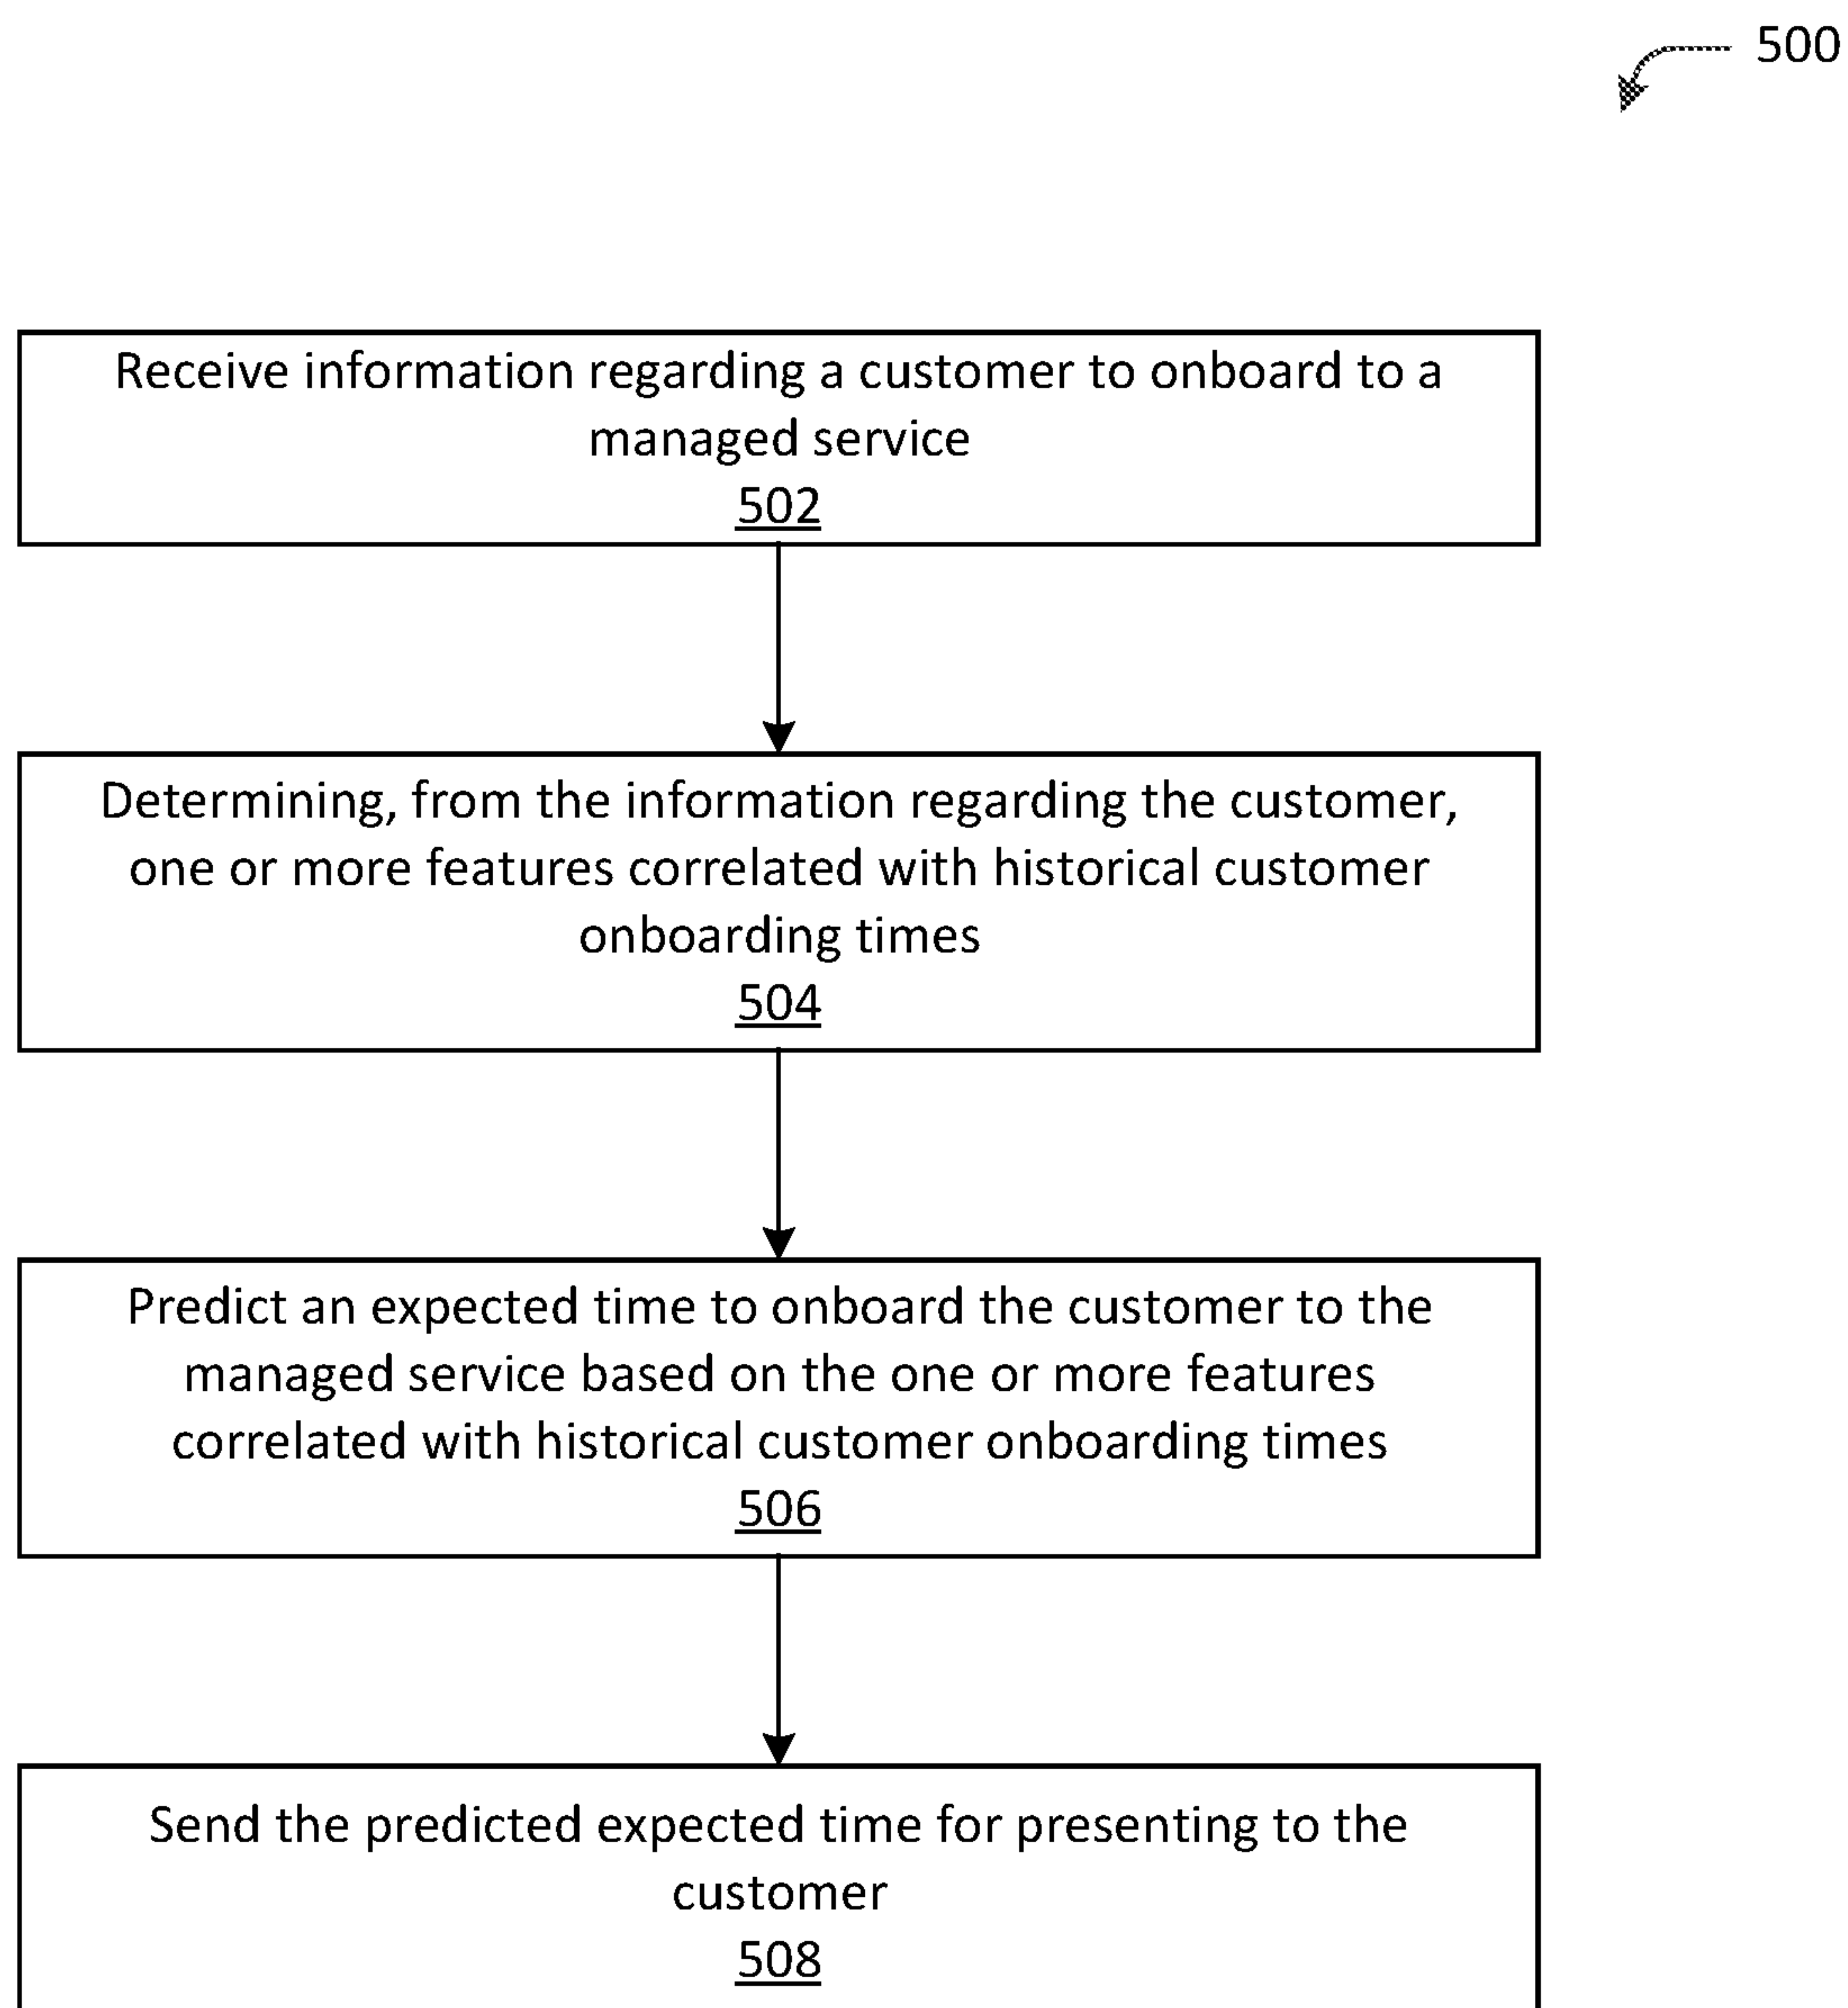 500
Receive information regarding a customer to onboard to a
managed service
502
Determining, from the information regarding the customer,
one or more features correlated with historical customer
onboarding times
504
Predict an expected time to onboard the customer to the
managed service based on the one or more features
correlated with historical customer onboarding times
506
Send the predicted expected time for presenting to the
customer
508